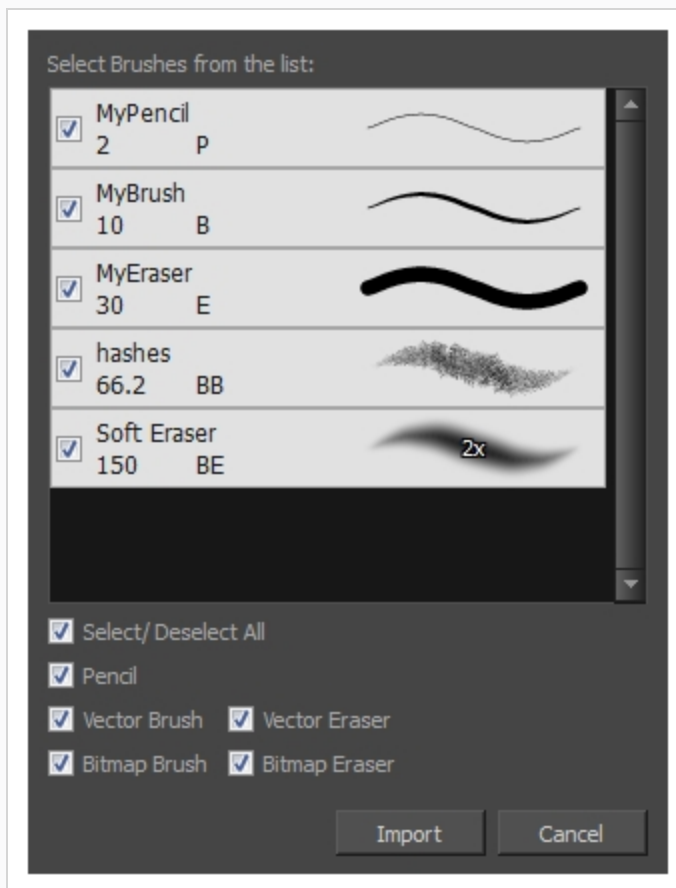 Select Brushes from the list:
MyPencil
2 P
MyBrush
10 B
MyEraser
30 E
hashes
66.2 BB
Soft Eraser
150 BE
2x
Select/ Deselect All
Pencil
Vector Brush Vector Eraser
Bitmap Brush Bitmap Eraser
Import Cancel